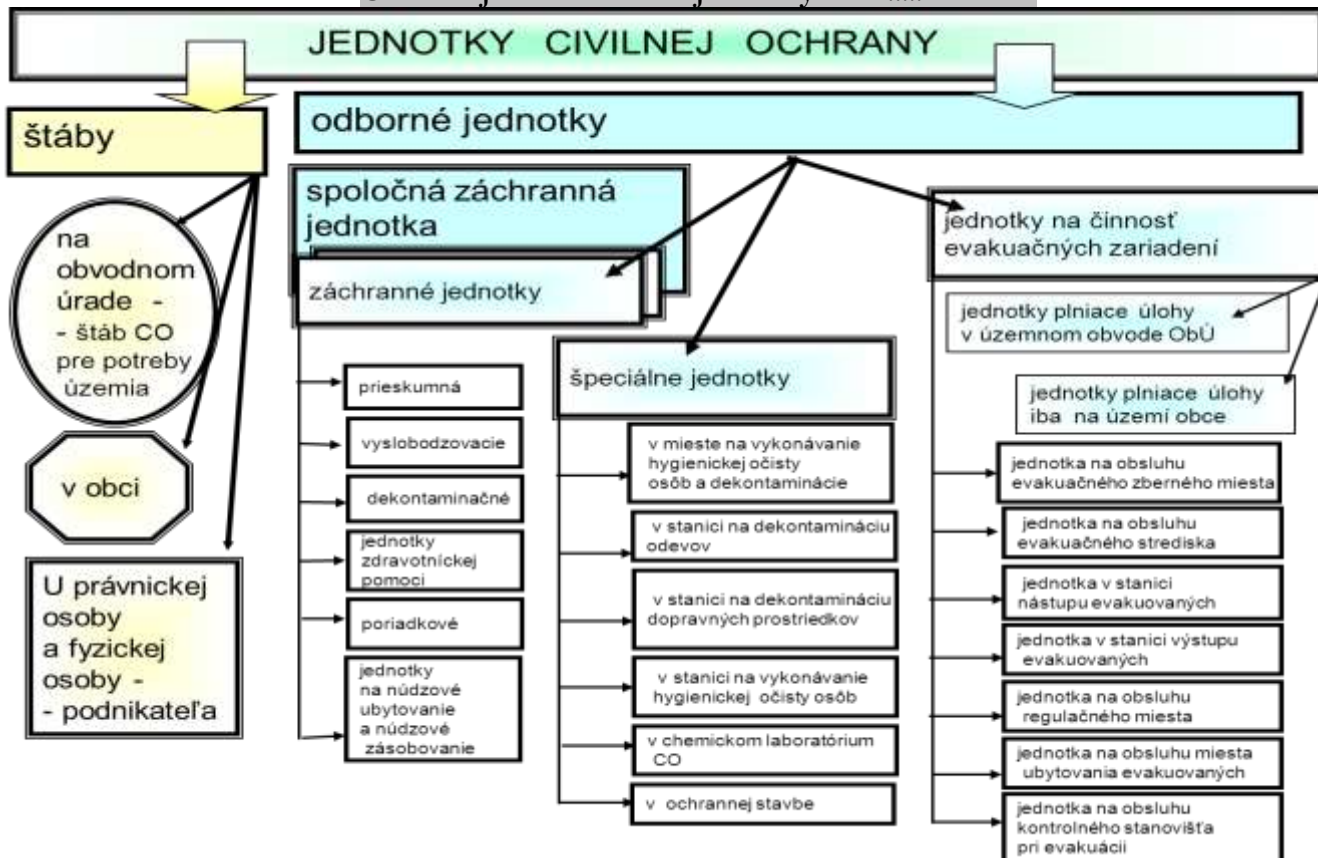 JEDNOTKY CIVILNEJ OCHRANY
štáby
na
obvodnom
úrade -
- štáb CO
pre potreby
územia
v obci
U právnickej
osoby
a fyzickej
osoby -
- podnikateľa
odborné jednotky
spoločná záchranná
jednotka
záchranné jednotky
prieskumná
vyslobodzovacie
dekontaminačné
jednotky
zdravotníckej
pomoci
poriadkové
jednotky
na núdzové
ubytovanie
a núdzové
zásobovanie
špeciálne jednotky
v mieste na vykonávanie
hygienickej očisty
osôb a dekontaminácie
v stanici na dekontamináciu
odevov
v stanici na dekontamináciu
dopravných prostriedkov
v stanici na vykonávanie
hygienickej očisty osôb
v chemickom laboratórium
CO
v ochrannej stavbe
jednotky na činnosť
evakuačných zariadení
jednotky plniace úlohy
v územnom obvode ObÚ
jednotky plniace úlohy
iba na území obce
jednotka na obsluhu
evakuačného zberného miesta
jednotka na obsluhu
evakuačného strediska
jednotka v stanici
nástupu evakuovaných
jednotka v stanici výstupu
evakuovaných
jednotka na obsluhu
regulačného miesta
jednotka na obsluhu miesta
ubytovania evakuovaných
jednotka na obsluhu
kontrolného stanovišťa
pri evakuácii